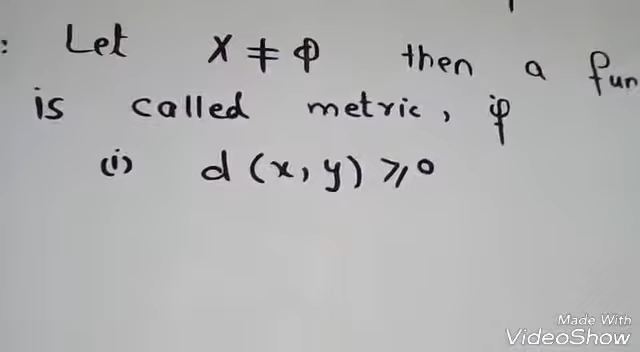 : Let X ≠ φ then a fun
is called metric, if
(i) d(x, y) ⩾ 0
Made With
VideoShow